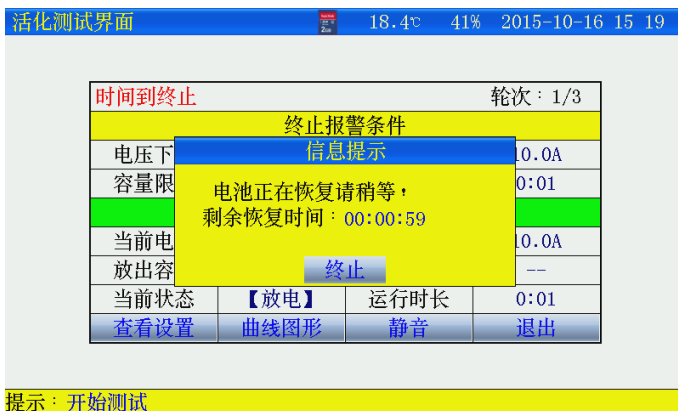 活化测试界面 18.4℃ 41% 2015-10-16 15 19
时间到终止 轮次：1/3
终止报警条件
电压下 10.0A
信息提示
容量限 0:01
电池正在恢复请稍等！
剩余恢复时间：00:00:59
终止
当前电 10.0A
放出容 --
当前状态 【放电】 运行时长 0:01
查看设置 曲线图形 静音 退出
提示：开始测试